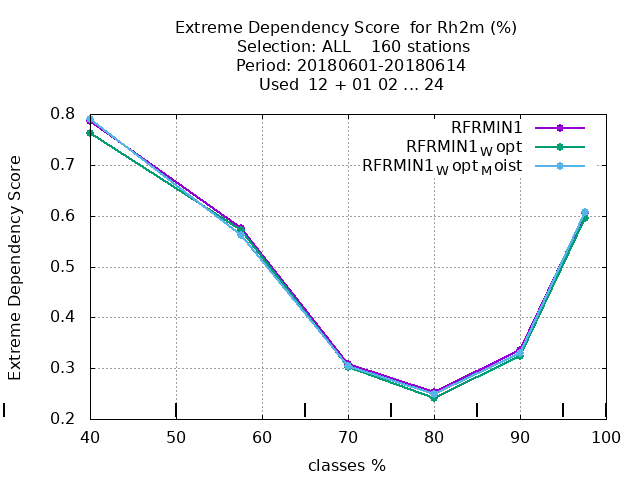 Extreme Dependency Score  for Rh2m (%)
Selection: ALL    160 stations
Period: 20180601-20180614
Used  12 + 01 02 ... 24
Extreme Dependency Score
0.8
0.7
0.6
0.5
0.4
0.3
0.2
RFRMIN1
RFRMIN1Wopt
RFRMIN1WoptMoist
40
50
60
70
80
90
100
classes %